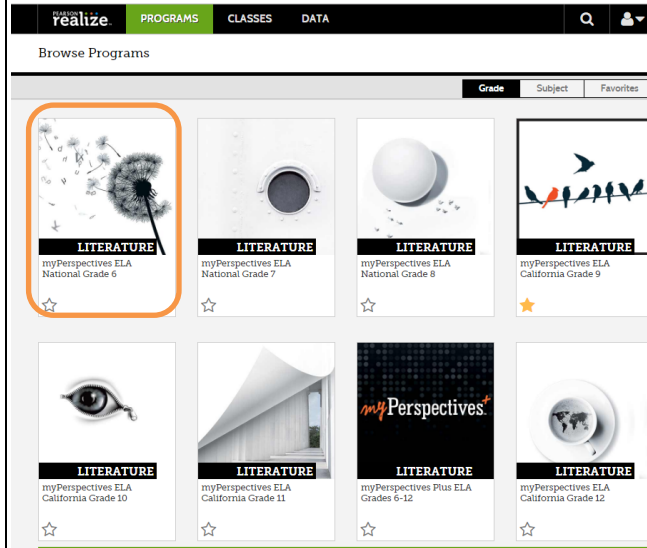 PEARSON
realize™ PROGRAMS CLASSES DATA
Browse Programs
Grade Subject Favorites
LITERATURE
myPerspectives ELA
National Grade 6
LITERATURE
myPerspectives ELA
National Grade 7
LITERATURE
myPerspectives ELA
National Grade 8
LITERATURE
myPerspectives ELA
California Grade 9
LITERATURE
myPerspectives ELA
California Grade 10
LITERATURE
myPerspectives ELA
California Grade 11
myPerspectives+
LITERATURE
myPerspectives Plus ELA
Grades 6-12
LITERATURE
myPerspectives ELA
California Grade 12